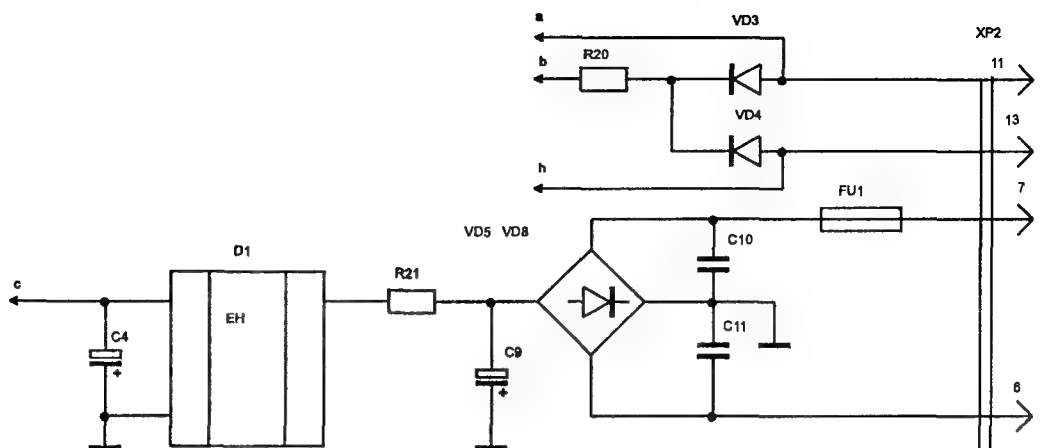 a
VD3
XP2
b
R20
11
VD4
13
h
FU1
7
VD5 VD8
C10
D1
R21
c
EH
C11
C4
+
C9
+
6